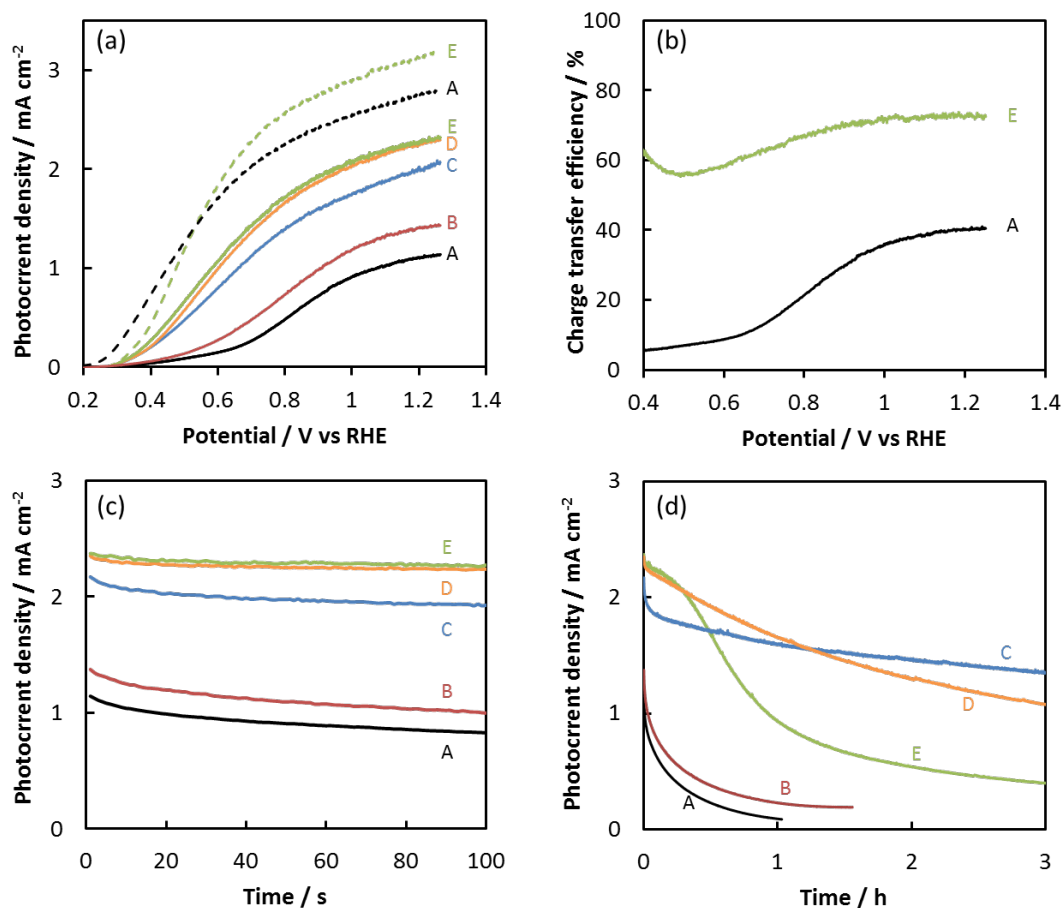 (a)
3
2
1
0
0.2 0.4 0.6 0.8 1 1.2 1.4
Photocrrent density / mA cm-2
Potential / V vs RHE
E
A
E
D
C
B
A
(b)
100
80
60
40
20
0
0.4 0.6 0.8 1 1.2 1.4
Charge transfer efficiency / %
Potential / V vs RHE
E
A
(c)
3
2
1
0
0 20 40 60 80 100
Photocrrent density / mA cm-2
Time / s
E
D
C
B
A
(d)
3
2
1
0
0 1 2 3
Photocrrent density / mA cm-2
Time / h
C
D
E
B
A